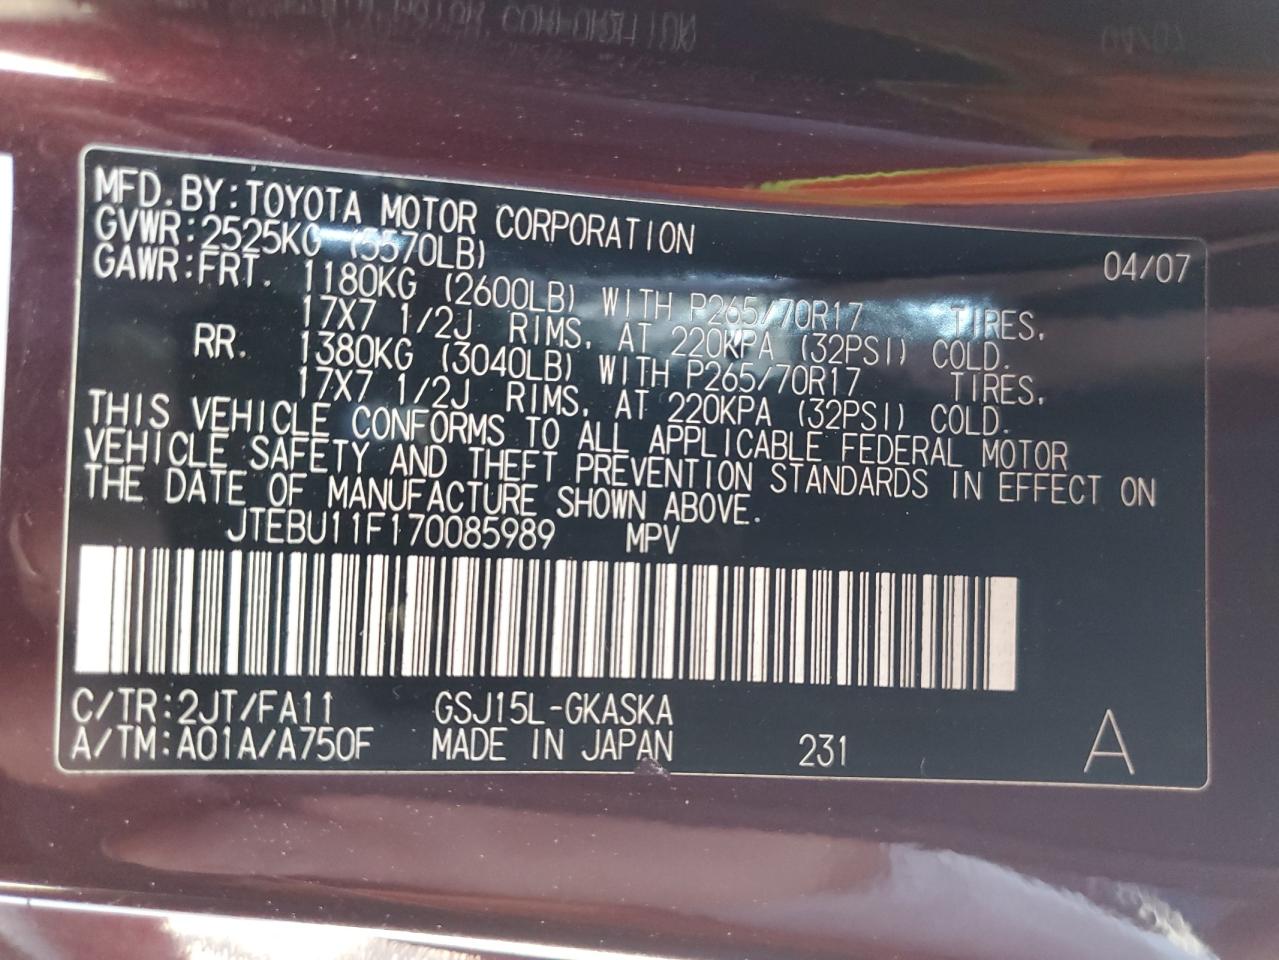 MFD.BY:TOYOTA MOTOR CORPORATION 04/07
GVWR:2525KG (5570LB)
GAWR:FRT. 1180KG (2600LB) WITH P265/70R17 TIRES,
17X7 1/2J RIMS, AT 220KPA (32PSI) COLD.
RR. 1380KG (3040LB) WITH P265/70R17 TIRES,
17X7 1/2J RIMS, AT 220KPA (32PSI) COLD.
THIS VEHICLE CONFORMS TO ALL APPLICABLE FEDERAL MOTOR
VEHICLE SAFETY AND THEFT PREVENTION STANDARDS IN EFFECT ON
THE DATE OF MANUFACTURE SHOWN ABOVE.
JTEBU11F170085989 MPV
C/TR:2JT/FA11 GSJ15L-GKASKA
A/TM:A01A/A750F MADE IN JAPAN 231 A